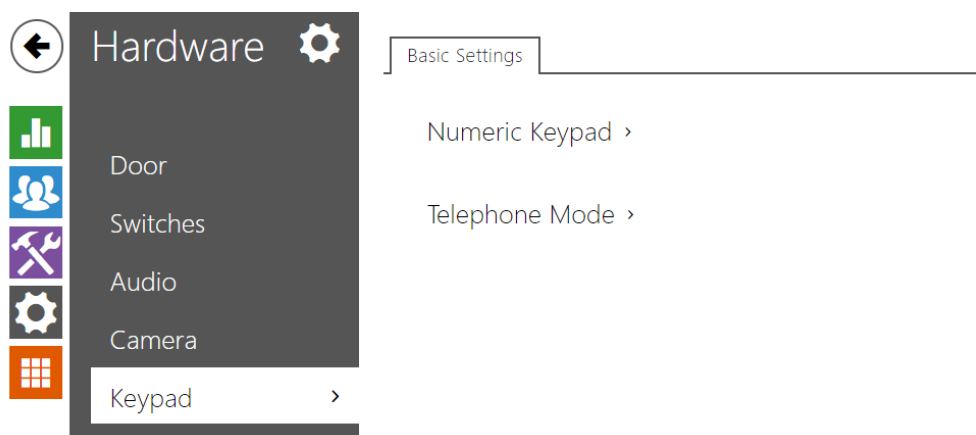 Hardware
Door
Switches
Audio
Camera
Keypad
Basic Settings
Numeric Keypad
Telephone Mode